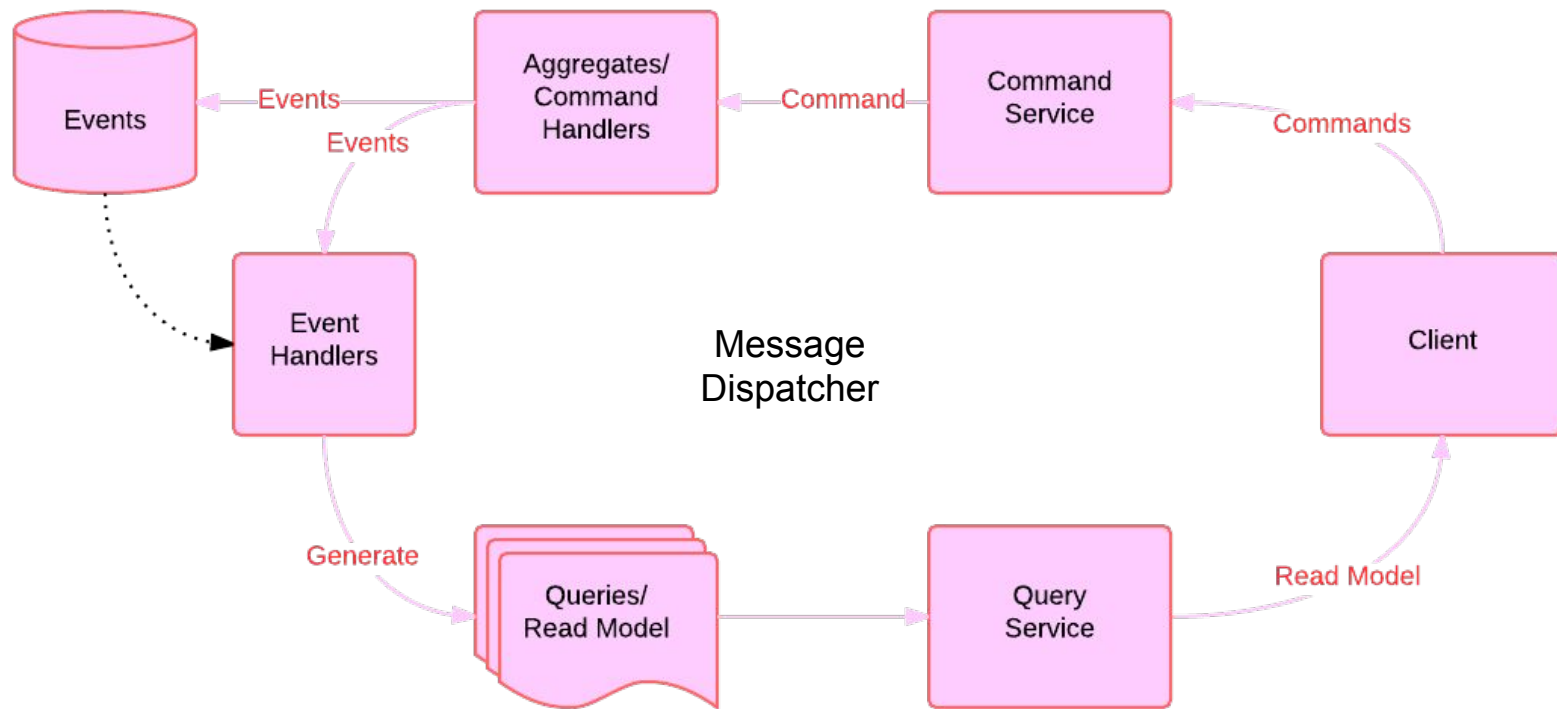 Events
Events
Events
Aggregates/
Command
Handlers
Command
Command
Service
Commands
Event
Handlers
Message
Dispatcher
Client
Generate
Queries/
Read Model
Query
Service
Read Model